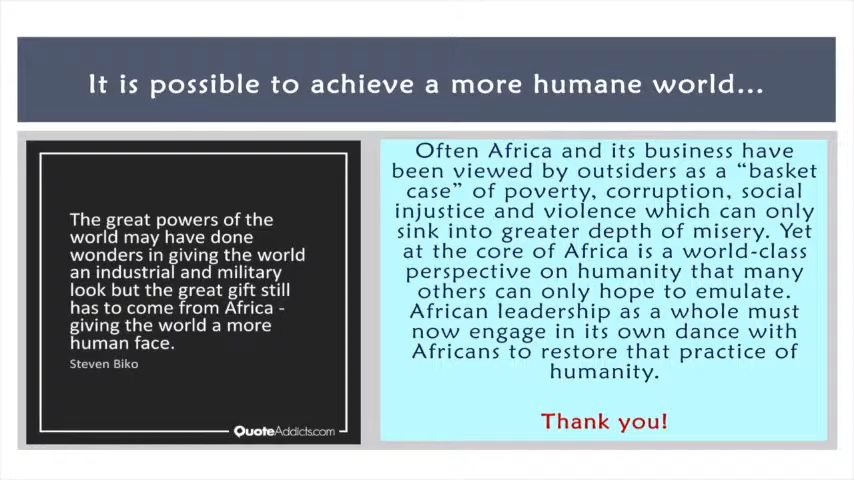 It is possible to achieve a more humane world...
The great powers of the
world may have done
wonders in giving the world
an industrial and military
look but the great gift still
has to come from Africa -
giving the world a more
human face.
Steven Biko
QuoteAddicts.com
Often Africa and its business have
been viewed by outsiders as a “basket
case” of poverty, corruption, social
injustice and violence which can only
sink into greater depth of misery. Yet
at the core of Africa is a world-class
perspective on humanity that many
others can only hope to emulate.
African leadership as a whole must
now engage in its own dance with
Africans to restore that practice of
humanity.
Thank you!